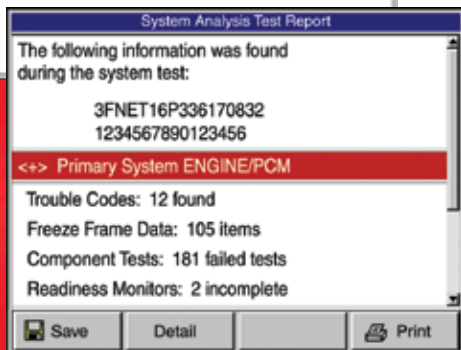 System Analysis Test Report
The following information was found
during the system test:
3FNET16P336170832
1234567890123456
<+> Primary System ENGINE/PCM
Trouble Codes: 12 found
Freeze Frame Data: 105 items
Component Tests: 181 failed tests
Readiness Monitors: 2 incomplete
Save Detail Print